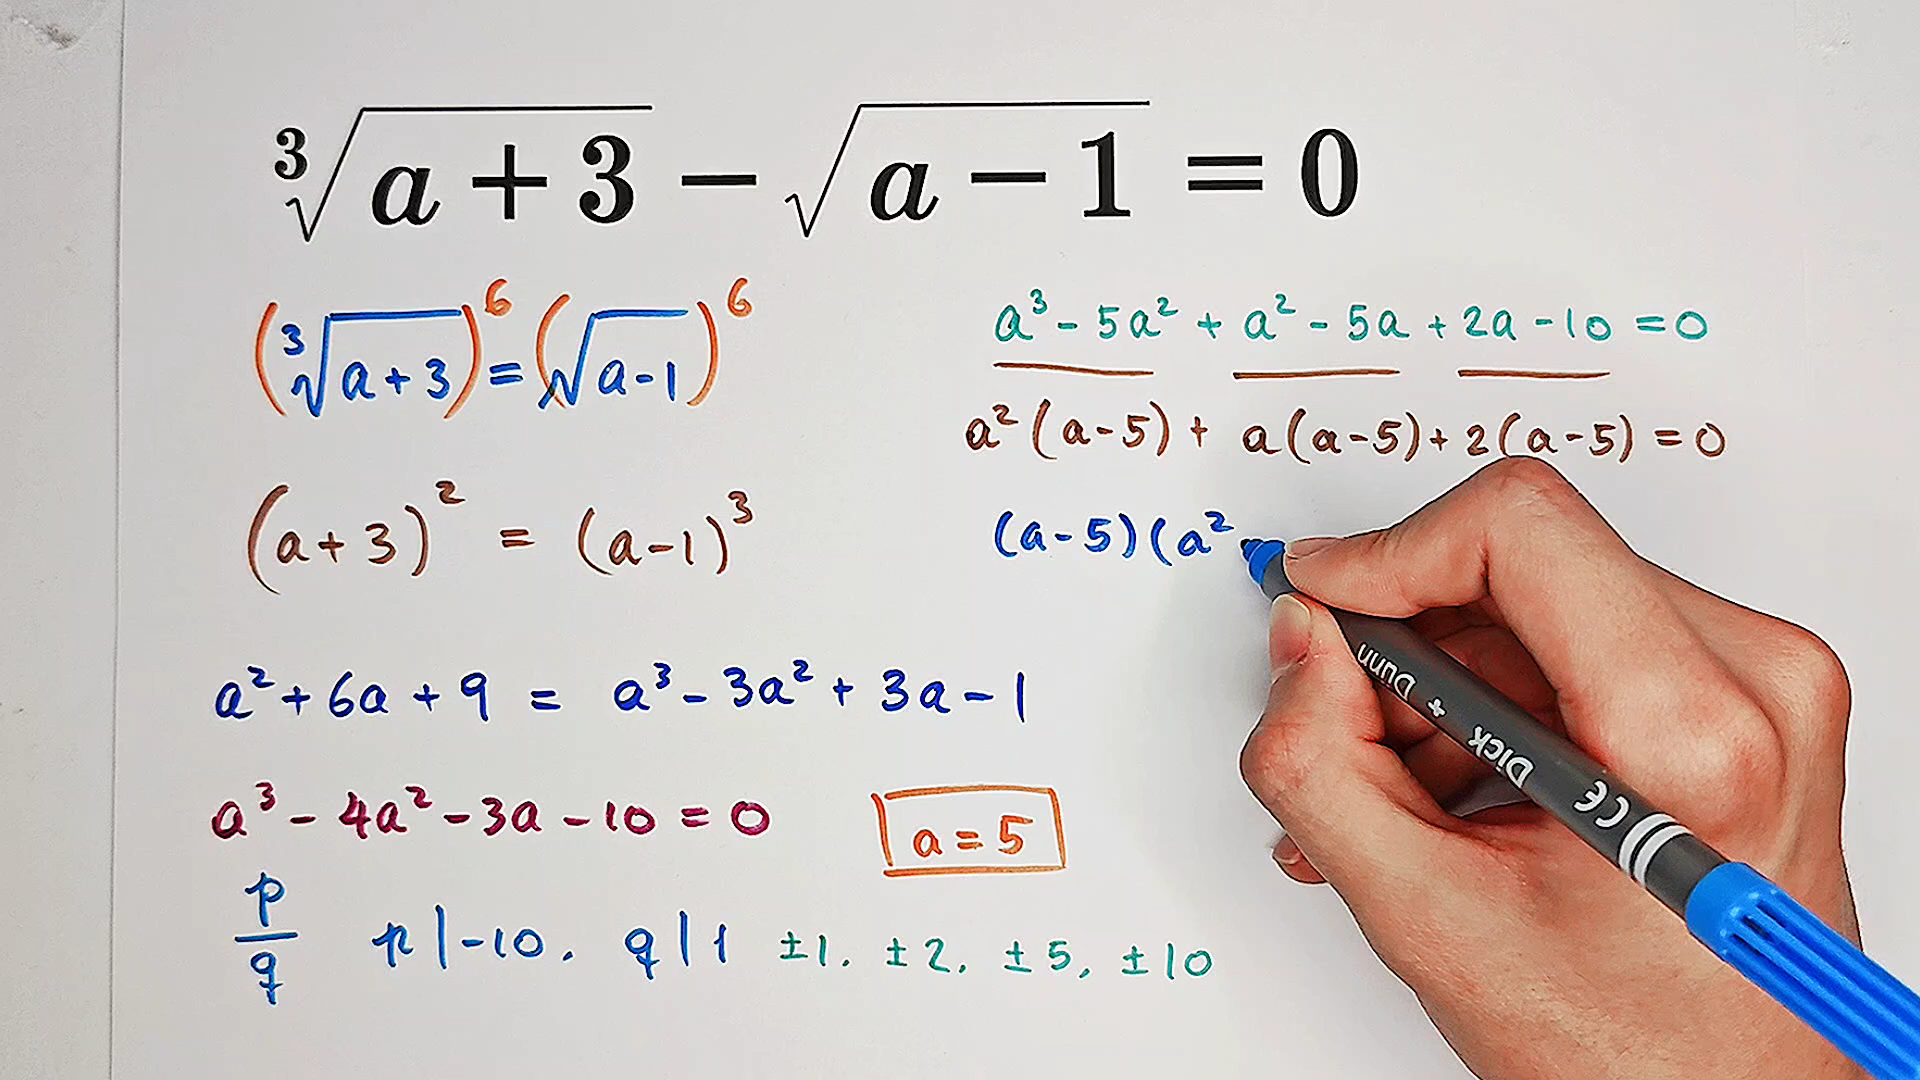 ∛(a+3) − √(a−1) = 0
(∛(a+3))⁶ = (√(a-1))⁶
(a+3)² = (a-1)³
a²+6a+9 = a³-3a²+3a-1
a³-4a²-3a-10=0
a=5
p/q p|-10, q|1 ±1, ±2, ±5, ±10
a³-5a²+a²-5a+2a-10=0
a²(a-5)+a(a-5)+2(a-5)=0
(a-5)(a²
Dunn + Dick CE